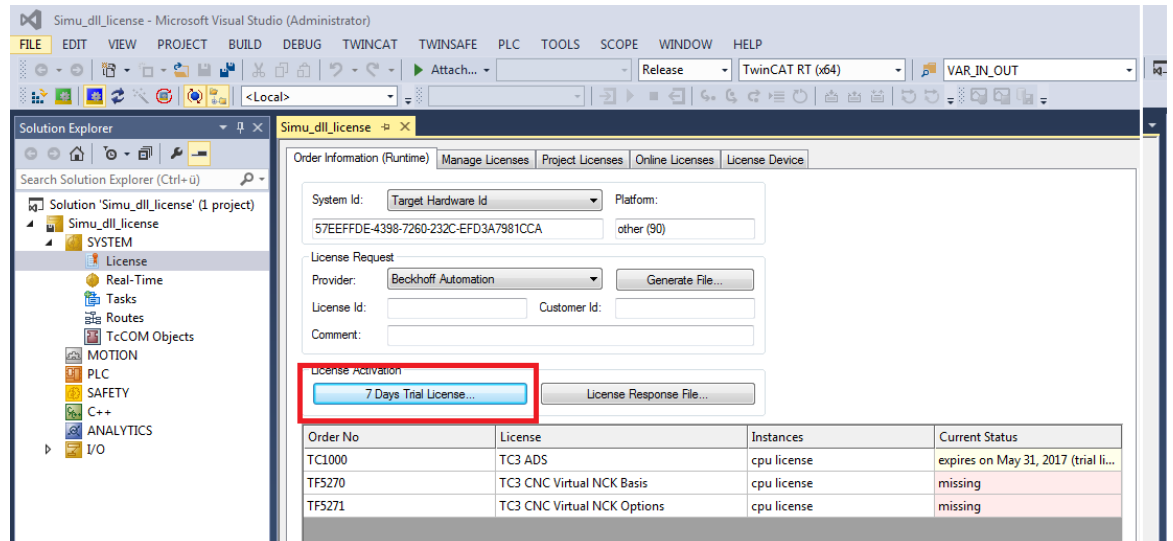 Simu_dll_license - Microsoft Visual Studio (Administrator)
FILE EDIT VIEW PROJECT BUILD DEBUG TWINCAT TWINSAFE PLC TOOLS SCOPE WINDOW HELP
Attach... Release TwinCAT RT (x64) VAR_IN_OUT
<Local>
Solution Explorer
Search Solution Explorer (Ctrl+ü)
Solution 'Simu_dll_license' (1 project)
Simu_dll_license
SYSTEM
License
Real-Time
Tasks
Routes
TcCOM Objects
MOTION
PLC
SAFETY
C++
ANALYTICS
I/O
Simu_dll_license
Order Information (Runtime) Manage Licenses Project Licenses Online Licenses License Device
System Id: Target Hardware Id Platform:
57EEFFDE-4398-7260-232C-EFD3A7981CCA other (90)
License Request
Provider: Beckhoff Automation Generate File...
License Id: Customer Id:
Comment:
License Activation
7 Days Trial License... License Response File...
Order No License Instances Current Status
TC1000 TC3 ADS cpu license expires on May 31, 2017 (trial li...
TF5270 TC3 CNC Virtual NCK Basis cpu license missing
TF5271 TC3 CNC Virtual NCK Options cpu license missing